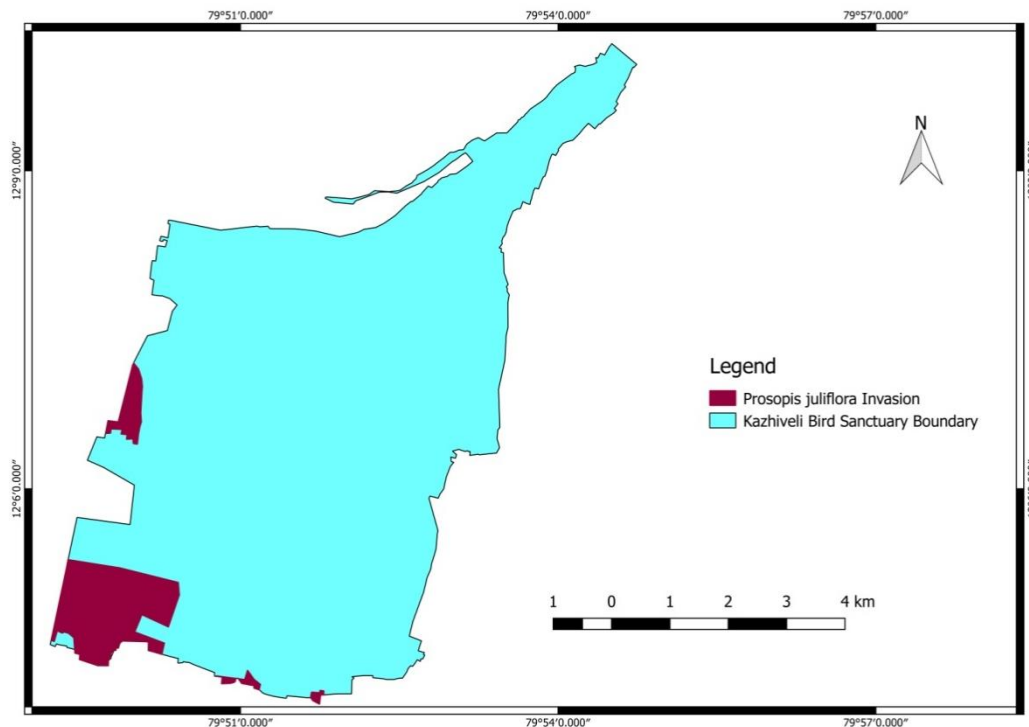 79°51'0.000" 79°54'0.000" 79°57'0.000"
N
12°9'0.000"
Legend
Prosopis juliflora Invasion
Kazhiveli Bird Sanctuary Boundary
12°6'0.000"
1 0 1 2 3 4 km
79°51'0.000" 79°54'0.000" 79°57'0.000"